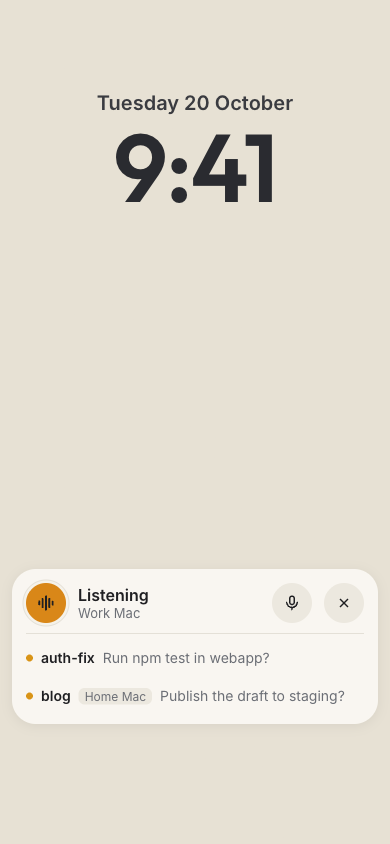 Tuesday 20 October
9:41
Listening
Work Mac
auth-fix Run npm test in webapp?
blog Home Mac Publish the draft to staging?